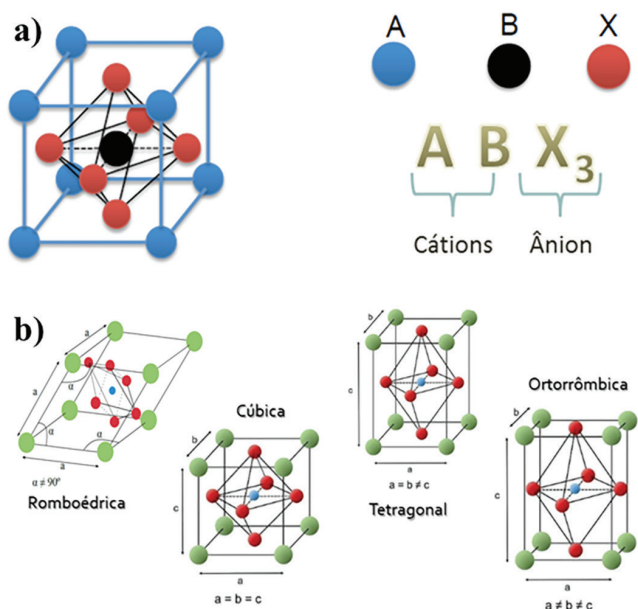 a)
A B X
A B X3
Cátions Ânion
b)
a
a
α
α
α
a
α ≠ 90°
Romboédrica
Cúbica
b
c
a
a = b = c
b
c
a
a = b ≠ c
Tetragonal
Ortorrômbica
b
c
a
a ≠ b ≠ c